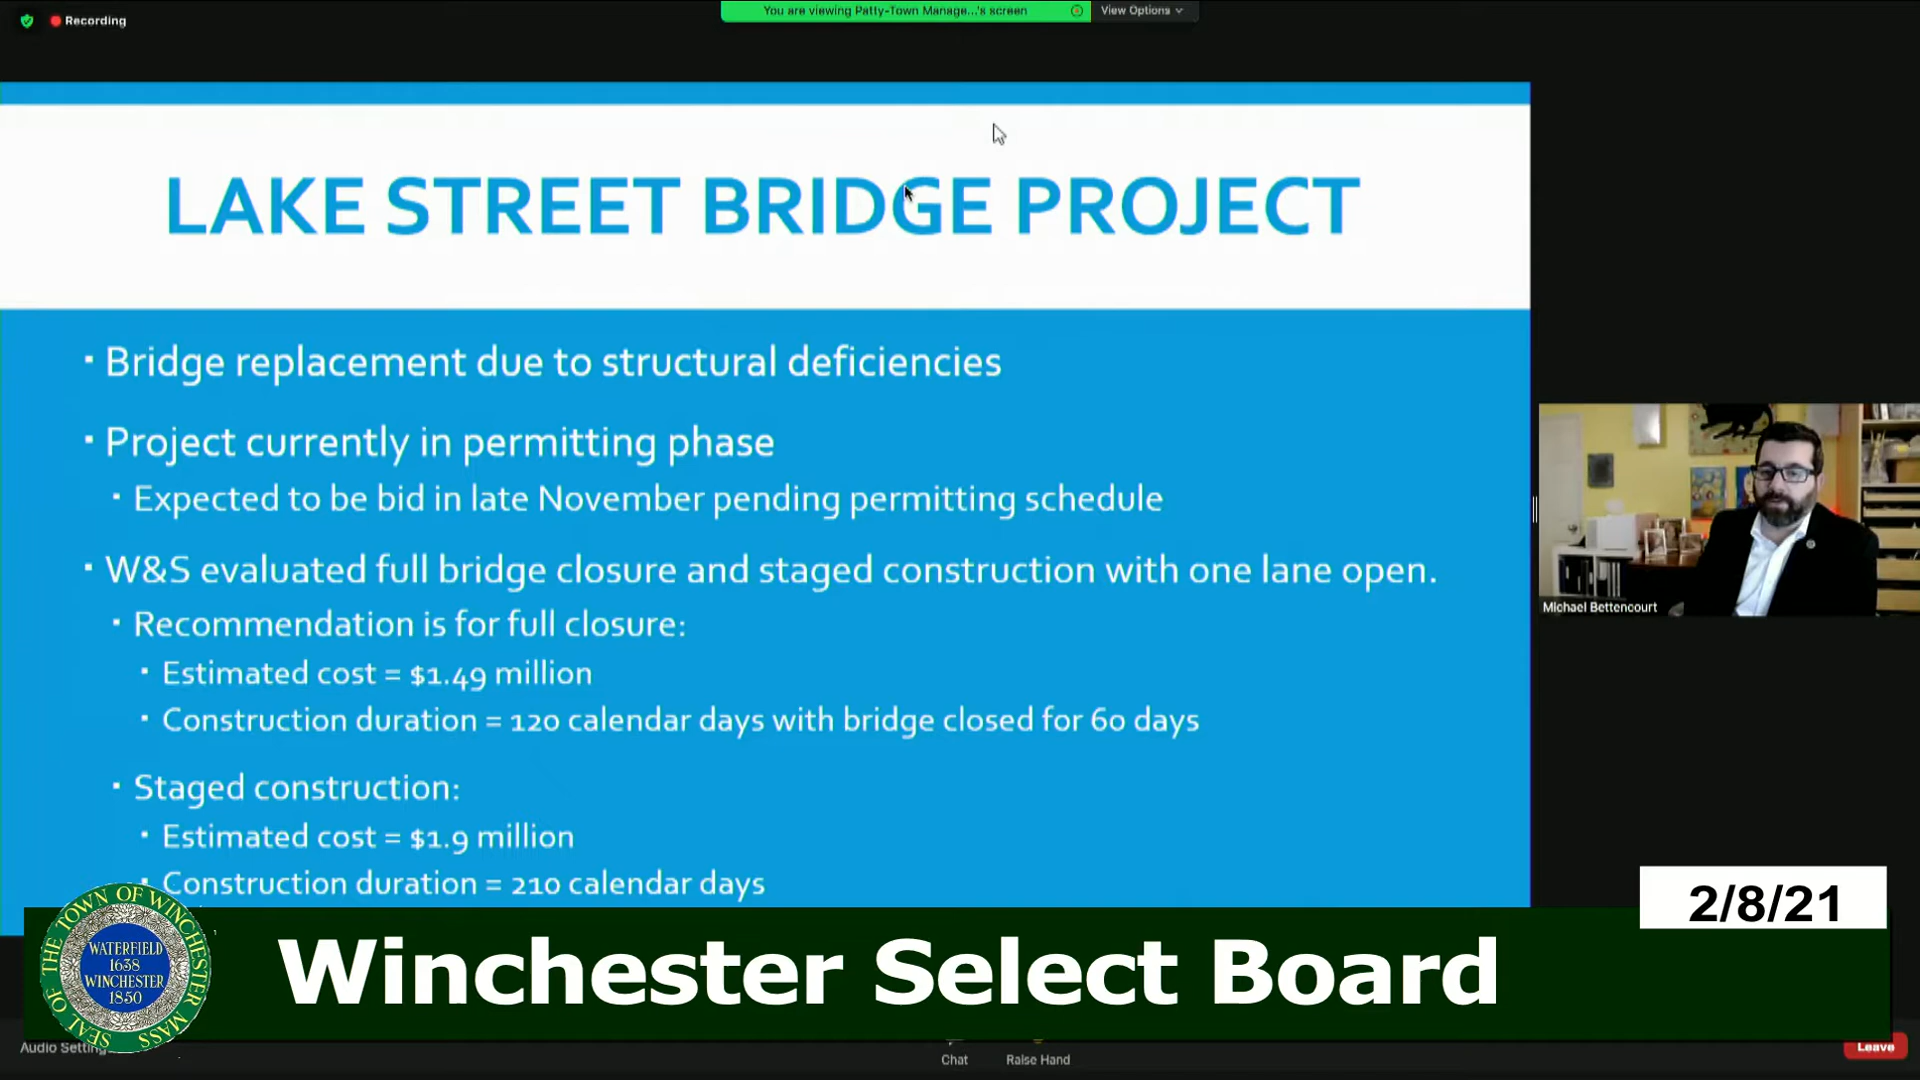 Recording
You are viewing Patty-Town Manage...'s screen
View Options
LAKE STREET BRIDGE PROJECT
Bridge replacement due to structural deficiencies
Project currently in permitting phase
Expected to be bid in late November pending permitting schedule
W&S evaluated full bridge closure and staged construction with one lane open.
Recommendation is for full closure:
Estimated cost = $1.49 million
Construction duration = 120 calendar days with bridge closed for 60 days
Staged construction:
Estimated cost = $1.9 million
Construction duration = 210 calendar days
Michael Bettencourt
2/8/21
THE TOWN OF WINCHESTER MASS SEAL OF
WATERFIELD
1638
WINCHESTER
1850
Winchester Select Board
Audio Setting
Chat
Raise Hand
Leave